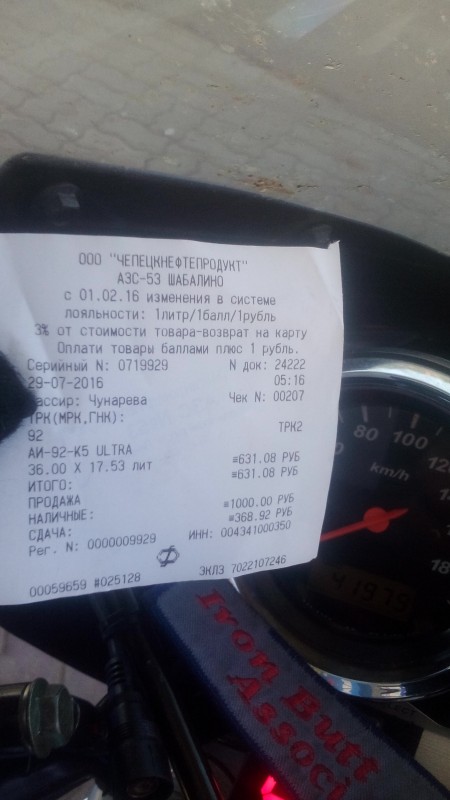 ООО "ЧЕПЕЦКНЕФТЕПРОДУКТ"
АЗС-53 ШАБАЛИНО
с 01.02.16 изменения в системе
лояльности: 1литр/1балл/1рубль
3% от стоимости товара-возврат на карту
Оплати товары баллами плюс 1 рубль.
Серийный N: 0719929 N док: 24222
29-07-2016 05:16
ассир: Чунарева Чек N: 00207
ТРК(МРК,ГНК): ТРК2
92
АИ-92-К5 ULTRA
36.00 X 17.53 лит ≡631.08 РУБ
ИТОГО: ≡631.08 РУБ
ПРОДАЖА
НАЛИЧНЫЕ: ≡1000.00 РУБ
СДАЧА: ≡368.92 РУБ
Рег. N: 0000009929 ИНН: 004341000350
00059659 #025128 ЭКЛЗ 7022107246
80 100 120
km/h
Iron Butt
Associ